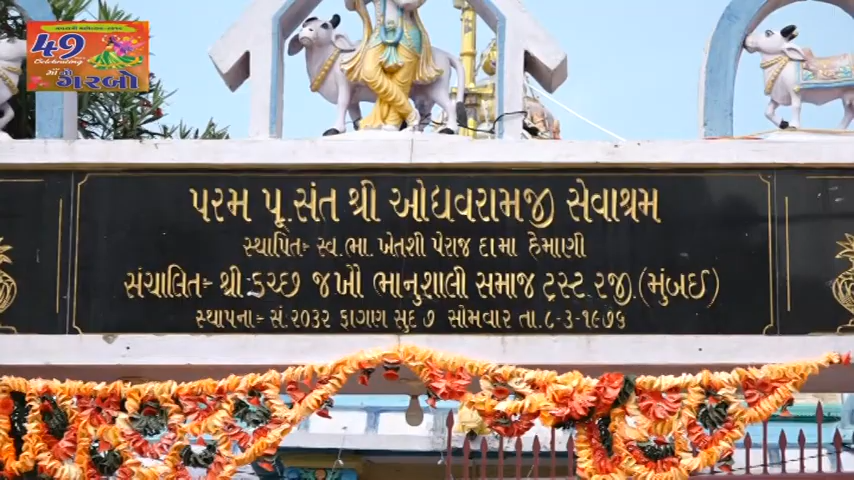 ૪૭
Celebrating
માઁ
ગરબો
પરમ પૂ.સંત શ્રી ઓધવરામજી સેવાશ્રમ
સ્થાપિત:- સ્વ.ભા. ખેતશી પેરાજ દામા હેમાણી
સંચાલિત:- શ્રી.કચ્છ જખૌ ભાનુશાલી સમાજ ટ્રસ્ટ રજી.(મુંબઈ)
સ્થાપના:- સં.૨૦૩૨ ફાગણ સુદ ૭ સોમવાર તા.૮-૩-૧૯૭૬